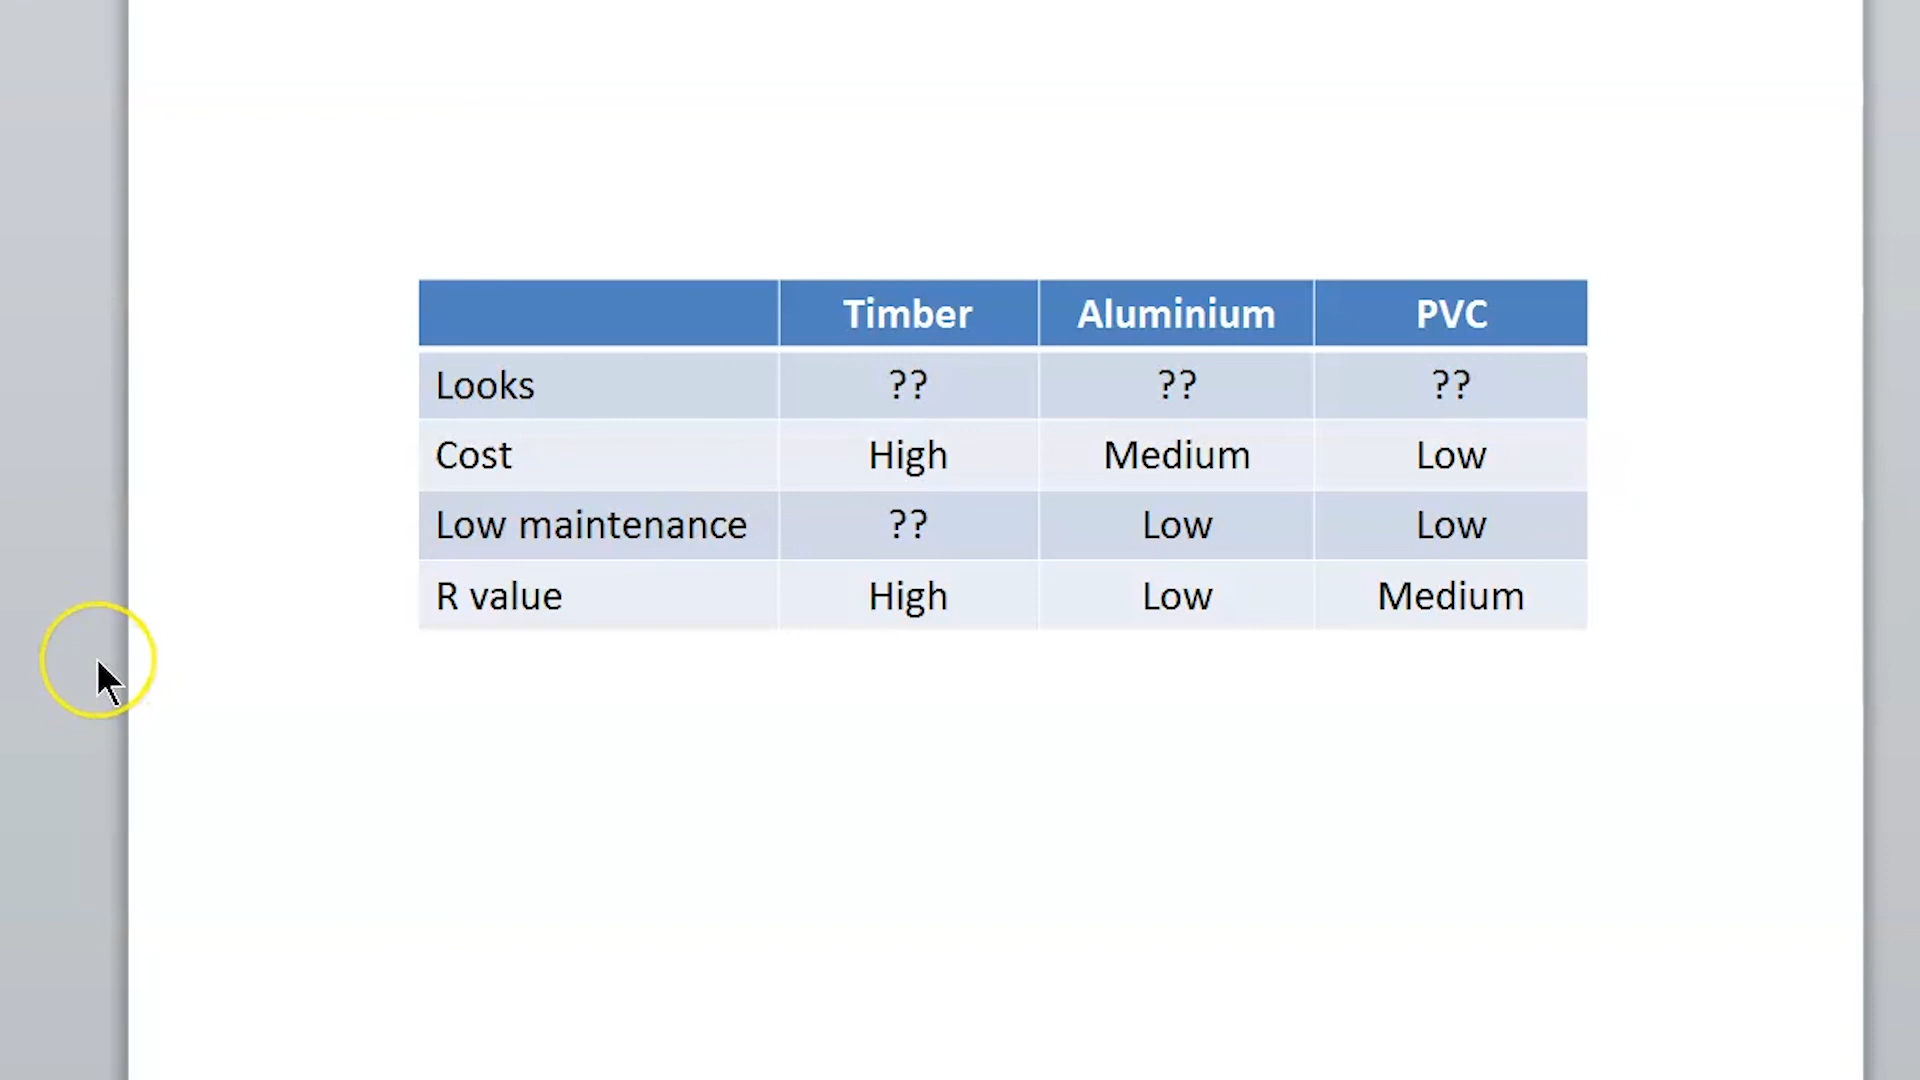 Timber Aluminium PVC
Looks ?? ?? ??
Cost High Medium Low
Low maintenance ?? Low Low
R value High Low Medium